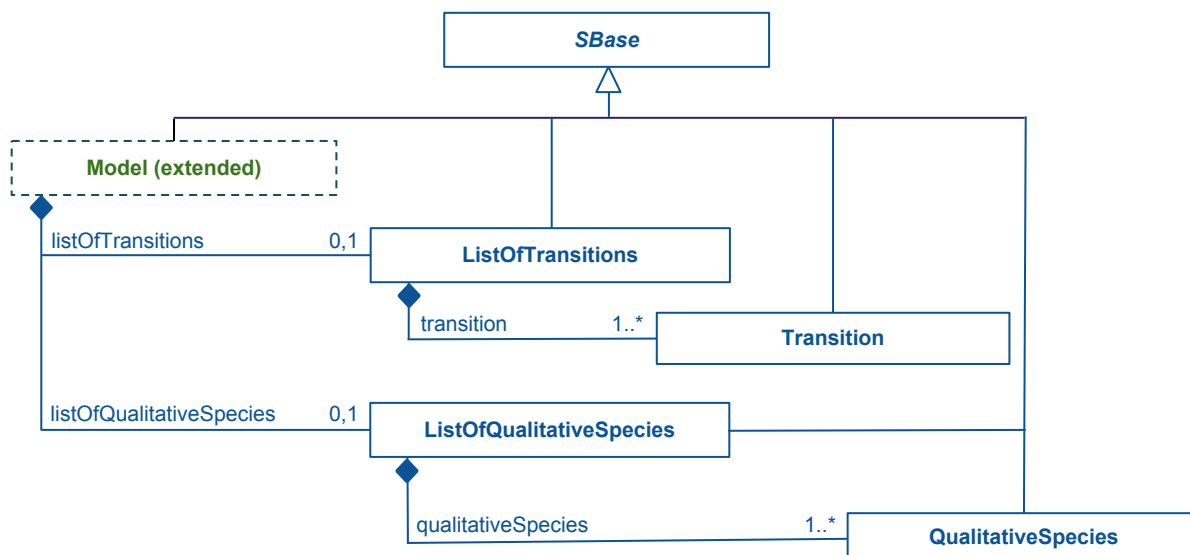 SBase
Model (extended)
listOfTransitions 0,1
ListOfTransitions
transition 1..*
Transition
listOfQualitativeSpecies 0,1
ListOfQualitativeSpecies
qualitativeSpecies 1..*
QualitativeSpecies